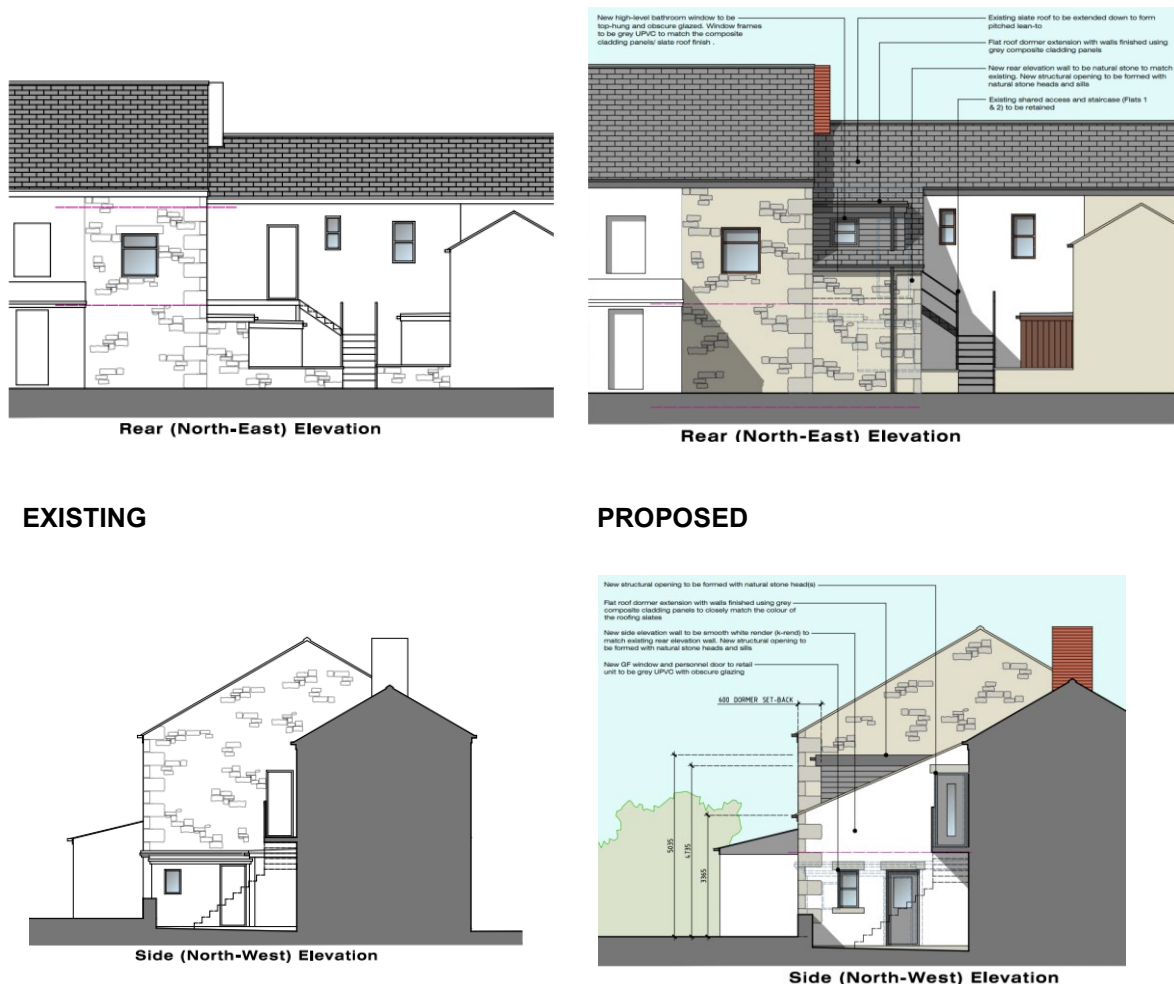 New high-level bathroom window to be
top-hung and obscure glazed. Window frames
to be grey UPVC to match the composite
cladding panels/ slate roof finish .
Existing slate roof to be extended down to form
pitched lean-to
Flat roof dormer extension with walls finished using
grey composite cladding panels
New rear elevation wall to be natural stone to match
existing. New structural opening to be formed with
natural stone heads and sills
Existing shared access and staircase (Flats 1
& 2) to be retained
Rear (North-East) Elevation
Rear (North-East) Elevation
EXISTING
PROPOSED
New structural opening to be formed with natural stone head(s)
Flat roof dormer extension with walls finished using grey
composite cladding panels to closely match the colour of
the roofing slates
New side elevation wall to be smooth white render (k-rend) to
match existing rear elevation wall. New structural opening to
be formed with natural stone heads and sills
New GF window and personnel door to retail
unit to be grey UPVC with obscure glazing
600 DORMER SET-BACK
5035
4735
3365
Side (North-West) Elevation
Side (North-West) Elevation